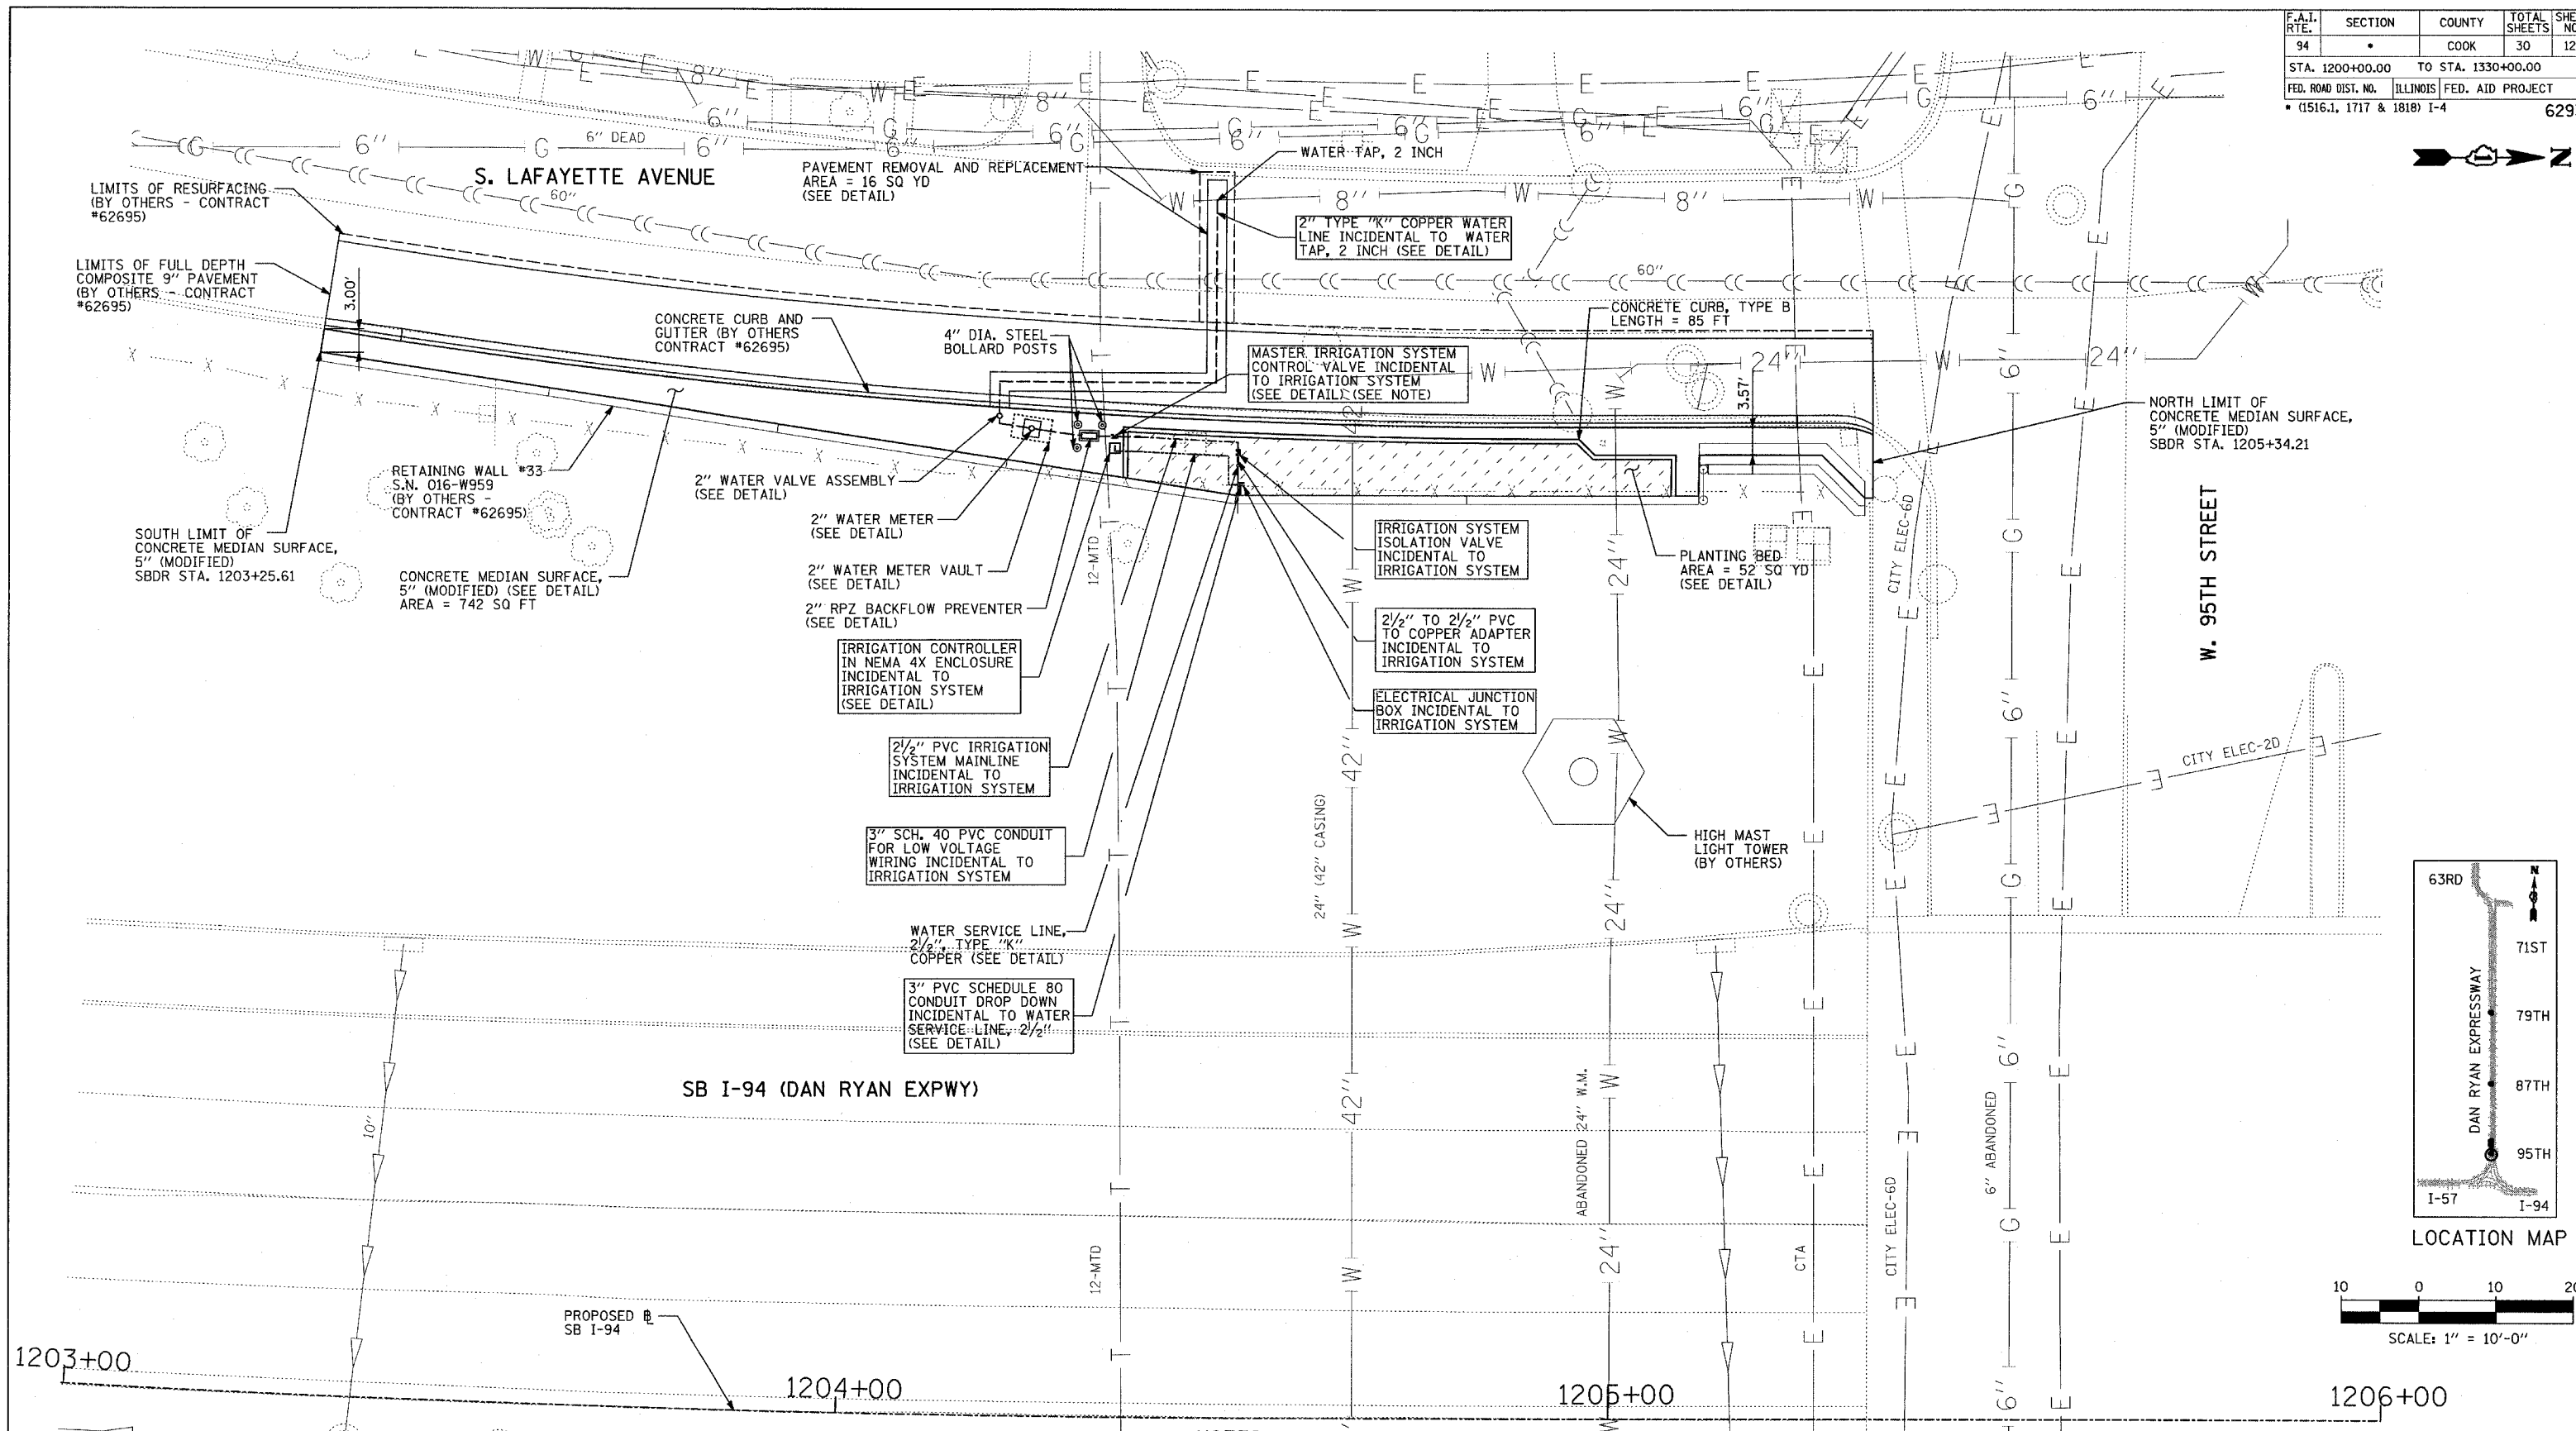 F.A.I. RTE. SECTION COUNTY TOTAL SHEETS
94 • COOK 30 12
STA. 1200+00.00 TO STA. 1330+00.00
FED. ROAD DIST. NO. ILLINOIS FED. AID PROJECT
* (1516.1, 1717 & 1818) I-4
N
S. LAFAYETTE AVENUE
6" DEAD
60"
LIMITS OF RESURFACING
(BY OTHERS - CONTRACT
#62695)
LIMITS OF FULL DEPTH
COMPOSITE 9" PAVEMENT
(BY OTHERS - CONTRACT
#62695)
3.00'
PAVEMENT REMOVAL AND REPLACEMENT
AREA = 16 SQ YD
(SEE DETAIL)
WATER TAP, 2 INCH
2" TYPE "K" COPPER WATER
LINE INCIDENTAL TO WATER
TAP, 2 INCH (SEE DETAIL)
60"
CONCRETE CURB, TYPE B
LENGTH = 85 FT
CONCRETE CURB AND
GUTTER (BY OTHERS
CONTRACT #62695)
4" DIA. STEEL
BOLLARD POSTS
MASTER IRRIGATION SYSTEM
CONTROL VALVE INCIDENTAL
TO IRRIGATION SYSTEM
(SEE DETAIL) (SEE NOTE)
3.57'
NORTH LIMIT OF
CONCRETE MEDIAN SURFACE,
5" (MODIFIED)
SBDR STA. 1205+34.21
RETAINING WALL #33
S.N. 016-W959
(BY OTHERS -
CONTRACT #62695)
SOUTH LIMIT OF
CONCRETE MEDIAN SURFACE,
5" (MODIFIED)
SBDR STA. 1203+25.61
CONCRETE MEDIAN SURFACE,
5" (MODIFIED) (SEE DETAIL)
AREA = 742 SQ FT
2" WATER VALVE ASSEMBLY
(SEE DETAIL)
2" WATER METER
(SEE DETAIL)
2" WATER METER VAULT
(SEE DETAIL)
2" RPZ BACKFLOW PREVENTER
(SEE DETAIL)
IRRIGATION CONTROLLER
IN NEMA 4X ENCLOSURE
INCIDENTAL TO
IRRIGATION SYSTEM
(SEE DETAIL)
2½" PVC IRRIGATION
SYSTEM MAINLINE
INCIDENTAL TO
IRRIGATION SYSTEM
3" SCH. 40 PVC CONDUIT
FOR LOW VOLTAGE
WIRING INCIDENTAL TO
IRRIGATION SYSTEM
WATER SERVICE LINE,
2½", TYPE "K"
COPPER (SEE DETAIL)
3" PVC SCHEDULE 80
CONDUIT DROP DOWN
INCIDENTAL TO WATER
SERVICE LINE, 2½"
(SEE DETAIL)
IRRIGATION SYSTEM
ISOLATION VALVE
INCIDENTAL TO
IRRIGATION SYSTEM
2½" TO 2½" PVC
TO COPPER ADAPTER
INCIDENTAL TO
IRRIGATION SYSTEM
ELECTRICAL JUNCTION
BOX INCIDENTAL TO
IRRIGATION SYSTEM
PLANTING BED
AREA = 52 SQ YD
(SEE DETAIL)
HIGH MAST
LIGHT TOWER
(BY OTHERS)
12-MTD
24" (42" CASING)
ABANDONED 24" W.M.
CITY ELEC-6D
W. 95TH STREET
CITY ELEC-2D
6" ABANDONED
CITY ELEC-6D
CTA
12-MTD
10"
SB I-94 (DAN RYAN EXPWY)
PROPOSED ℄
SB I-94
1203+00
1204+00
1205+00
1206+00
63RD
N
71ST
79TH
87TH
95TH
DAN RYAN EXPRESSWAY
I-57
I-94
LOCATION MAP
10 0 10
SCALE: 1" = 10'-0"